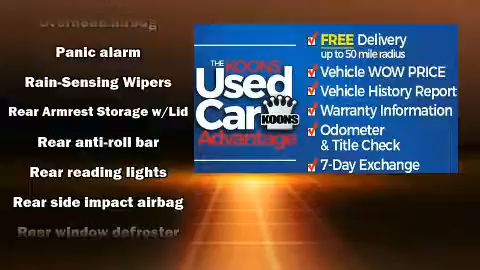 Overhead airbag
Panic alarm
Rain-Sensing Wipers
Rear Armrest Storage w/Lid
Rear anti-roll bar
Rear reading lights
Rear side impact airbag
Rear window defroster
THE KOONS
Used
Car
KOONS
Advantage
FREE Delivery
up to 50 mile radius
Vehicle WOW PRICE
Vehicle History Report
Warranty Information
Odometer
& Title Check
7-Day Exchange